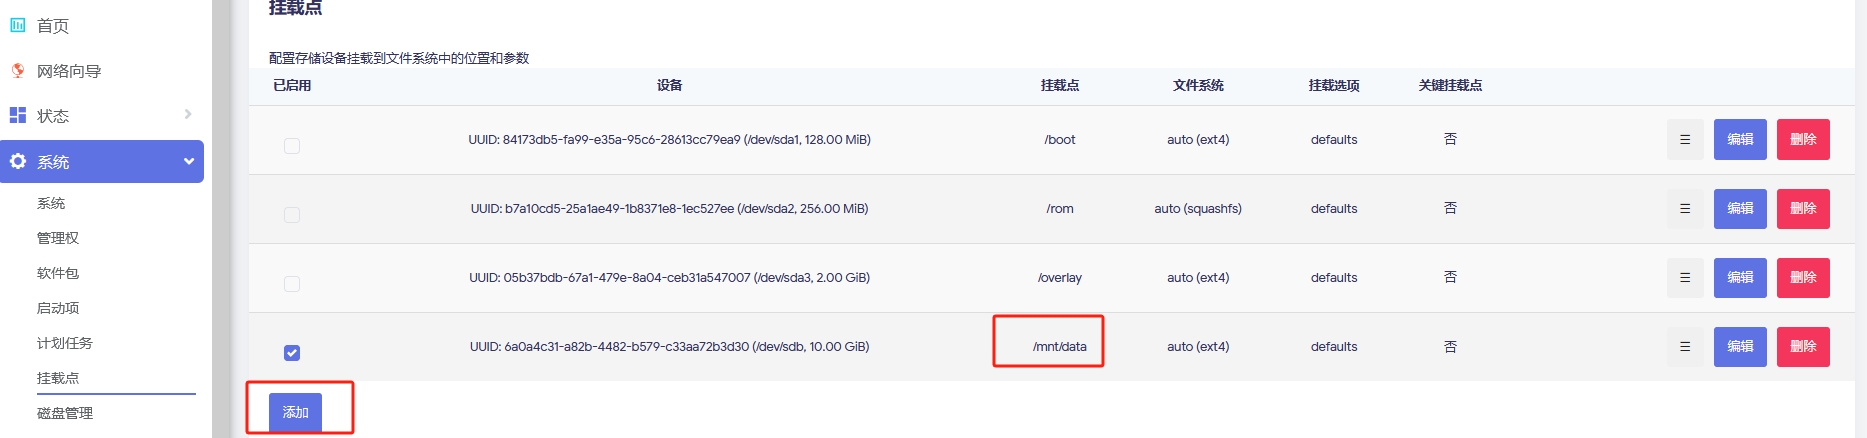 首页
网络向导
状态
系统
系统
管理权
软件包
启动项
计划任务
挂载点
磁盘管理
挂载点
配置存储设备挂载到文件系统中的位置和参数
已启用 设备 挂载点 文件系统 挂载选项 关键挂载点
UUID: 84173db5-fa99-e35a-95c6-28613cc79ea9 (/dev/sda1, 128.00 MiB) /boot auto (ext4) defaults 否 ☰ 编辑 删除
UUID: b7a10cd5-25a1ae49-1b8371e8-1ec527ee (/dev/sda2, 256.00 MiB) /rom auto (squashfs) defaults 否 ☰ 编辑 删除
UUID: 05b37bdb-67a1-479e-8a04-ceb31a547007 (/dev/sda3, 2.00 GiB) /overlay auto (ext4) defaults 否 ☰ 编辑 删除
UUID: 6a0a4c31-a82b-4482-b579-c33aa72b3d30 (/dev/sdb, 10.00 GiB) /mnt/data auto (ext4) defaults 否 ☰ 编辑 删除
添加